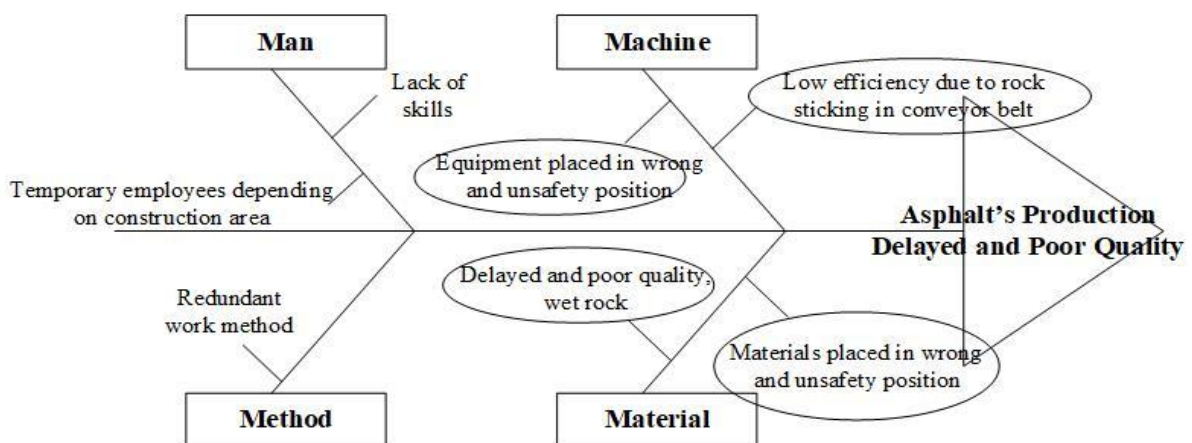 Man
Machine
Lack of
skills
Low efficiency due to rock
sticking in conveyor belt
Equipment placed in wrong
and unsafety position
Temporary employees depending
on construction area
Asphalt’s Production
Delayed and Poor Quality
Delayed and poor quality,
wet rock
Redundant
work method
Materials placed in wrong
and unsafety position
Method
Material